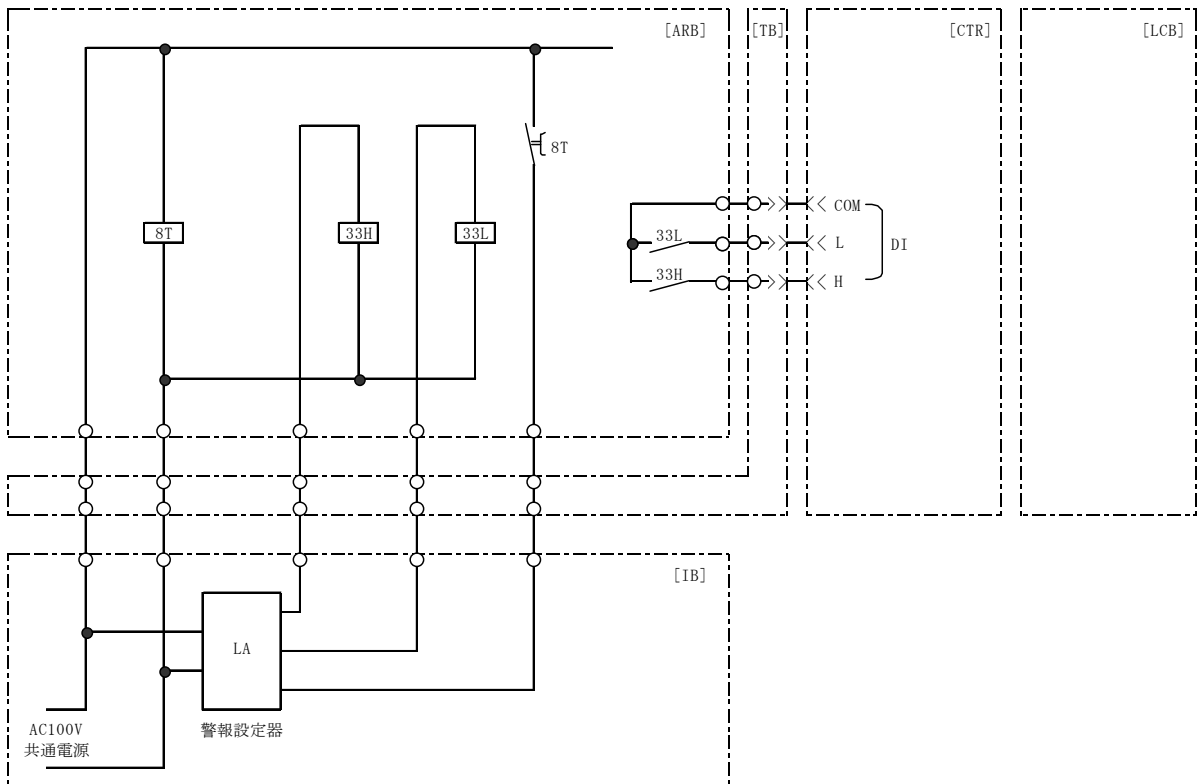 [ARB]
[TB]
[CTR]
[LCB]
8T
8T
33H
33L
COM
33L
L
DI
33H
H
[IB]
LA
AC100V
共通電源
警報設定器